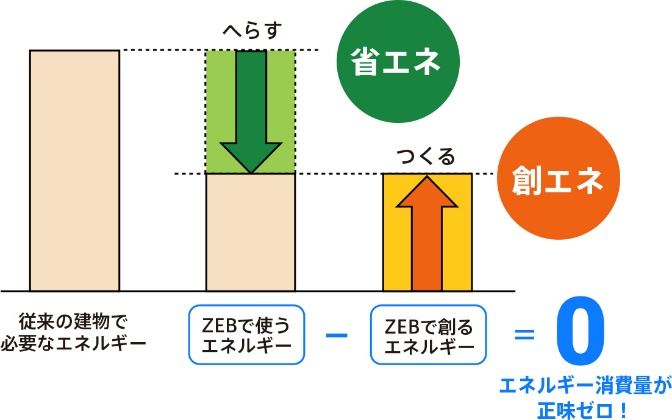 へらす
省エネ
つくる
創エネ
従来の建物で
必要なエネルギー
ZEBで使う
エネルギー
−
ZEBで創る
エネルギー
=
0
エネルギー消費量が
正味ゼロ！